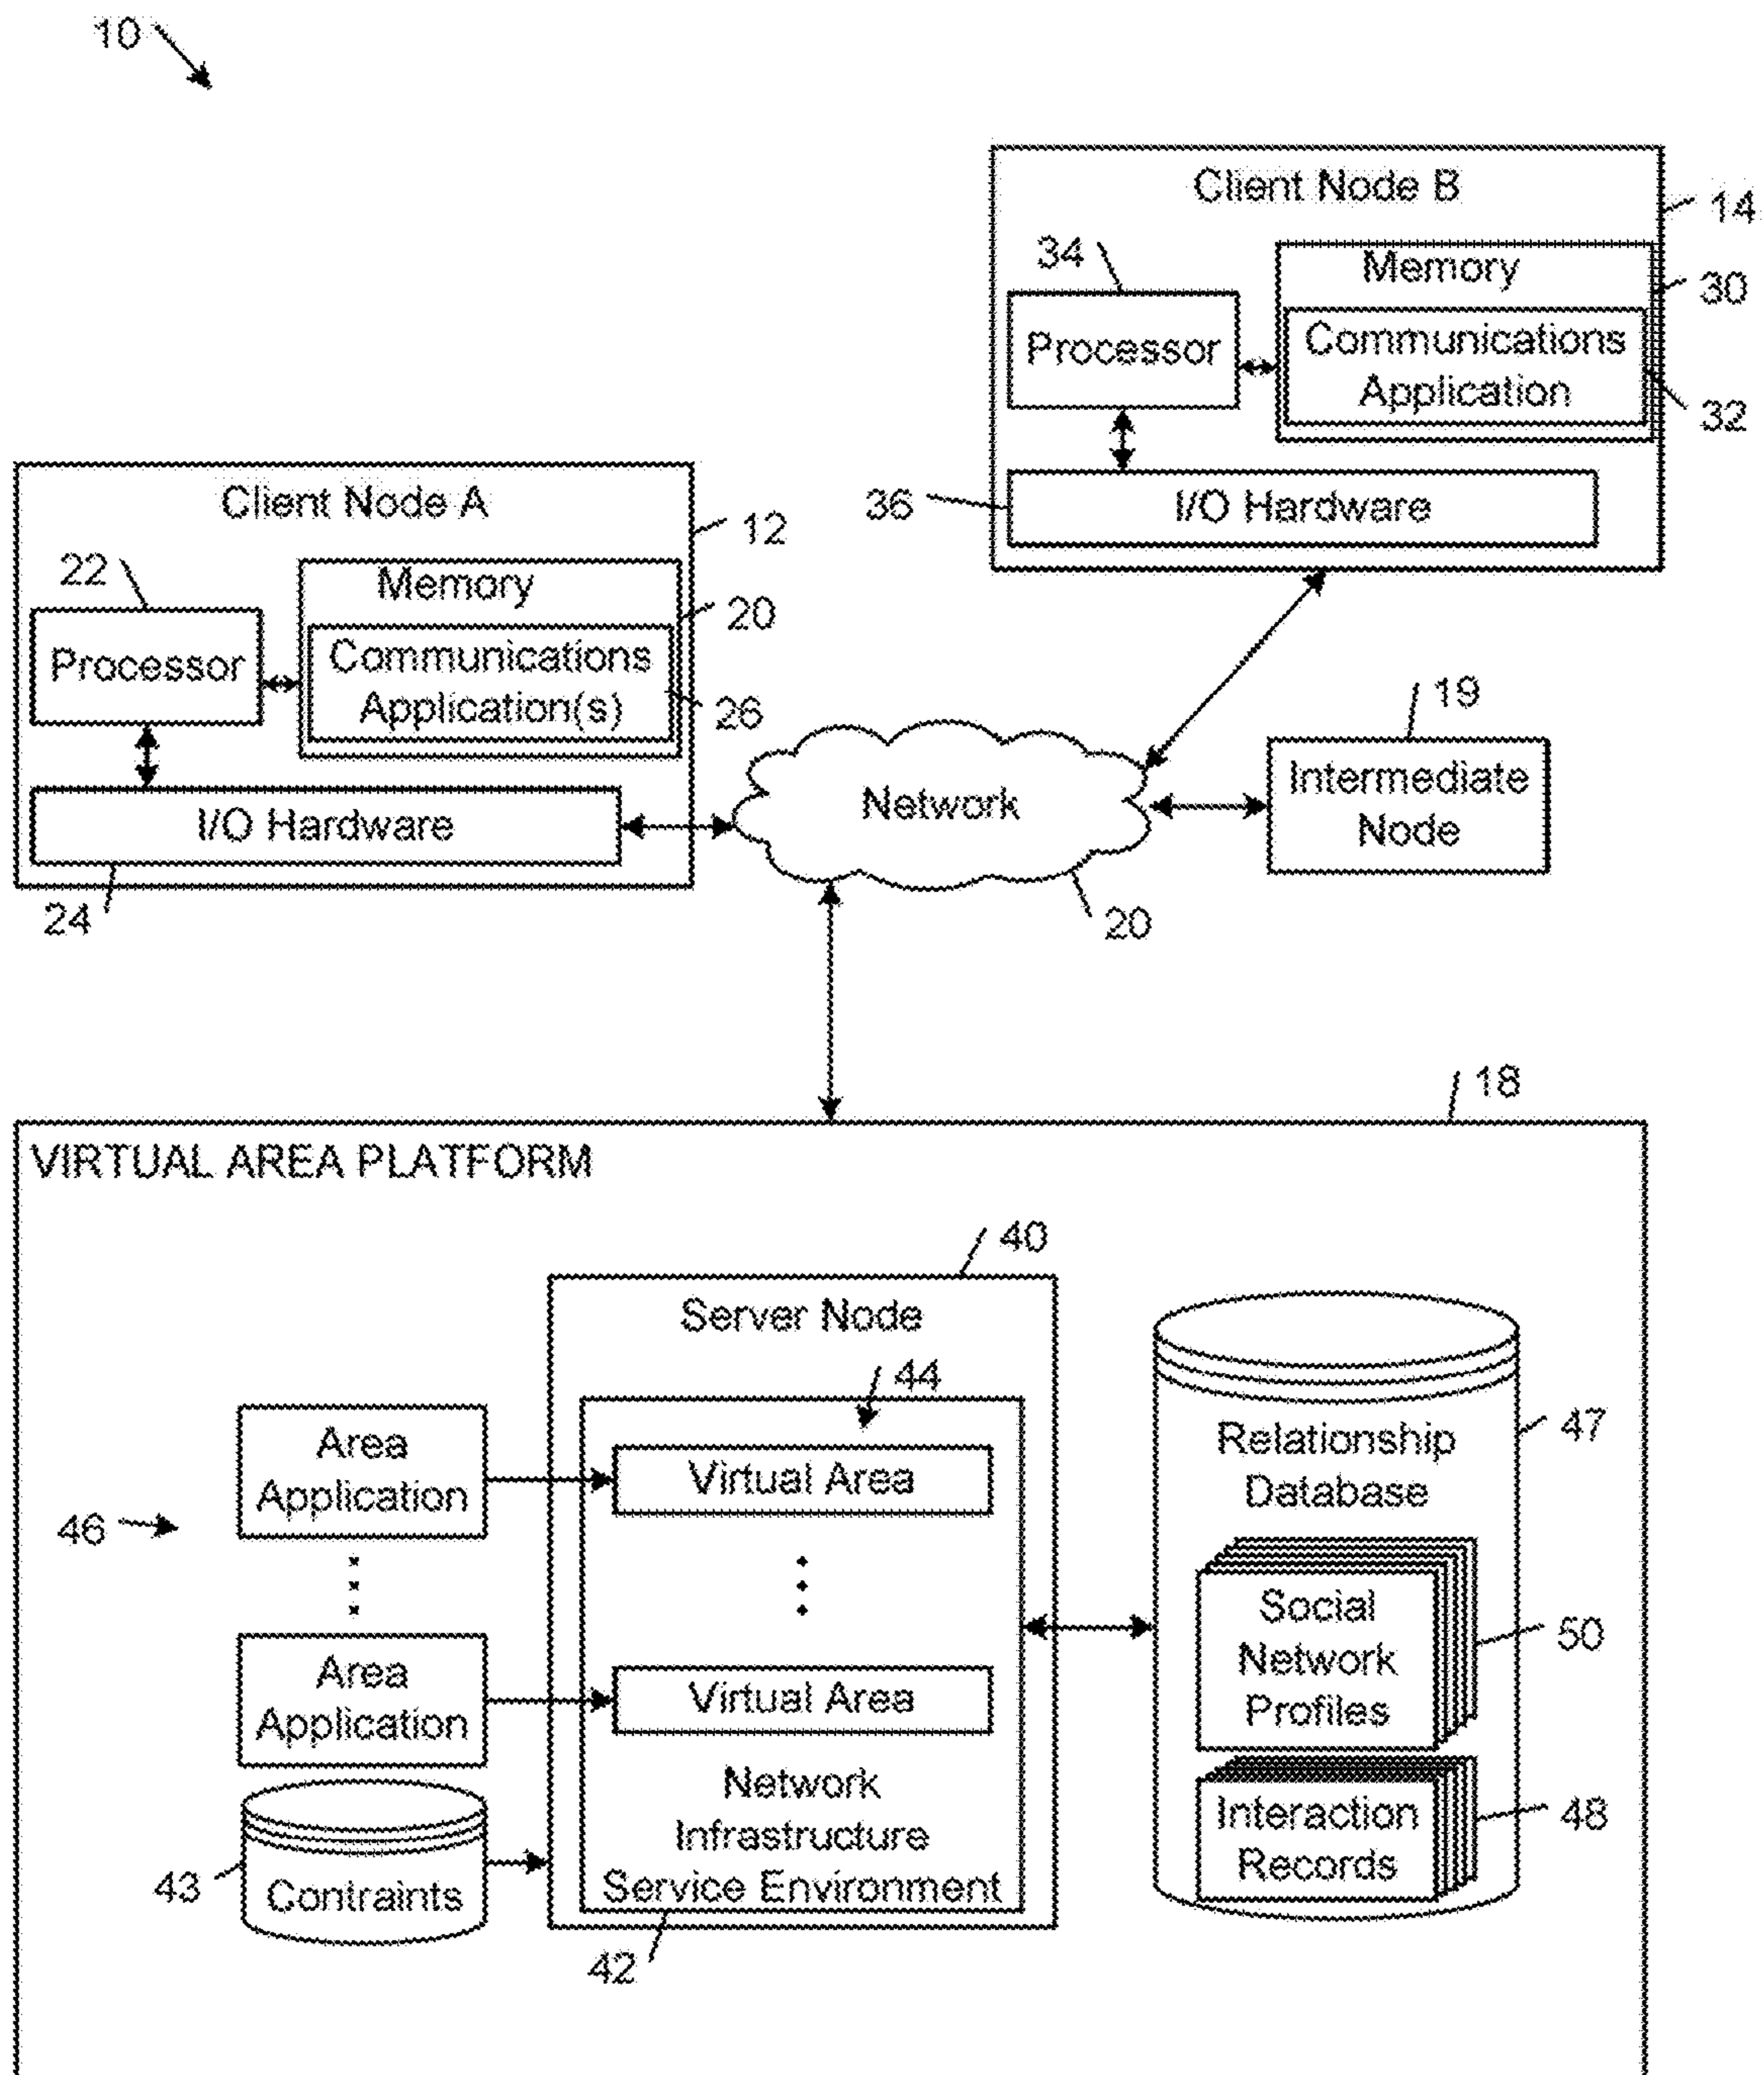 10
Client Node B
14
34
Memory
30
Processor
Communications
Application
32
36
I/O Hardware
Client Node A
12
22
Memory
20
Processor
Communications
Application(s)
26
I/O Hardware
24
Network
20
19
Intermediate
Node
18
VIRTUAL AREA PLATFORM
40
Server Node
44
Area
Application
Virtual Area
46
Area
Application
Virtual Area
Network
Infrastructure
Service Environment
42
43
Contraints
47
Relationship
Database
Social
Network
Profiles
50
Interaction
Records
48